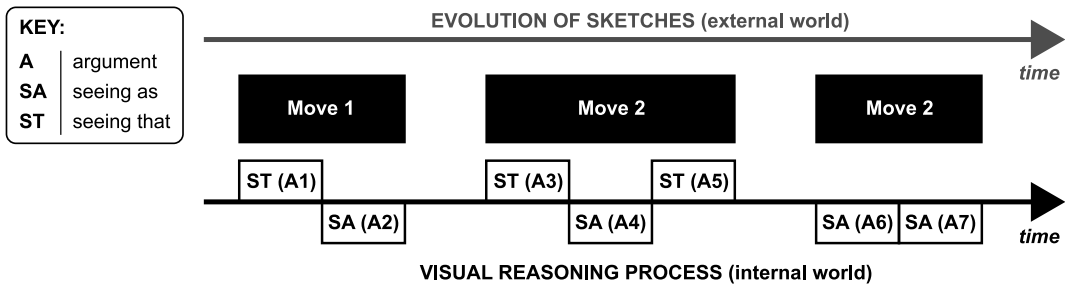 KEY:
A argument
SA seeing as
ST seeing that
EVOLUTION OF SKETCHES (external world)
time
Move 1 Move 2 Move 2
ST (A1) ST (A3) ST (A5)
SA (A2) SA (A4) SA (A6) SA (A7)
time
VISUAL REASONING PROCESS (internal world)